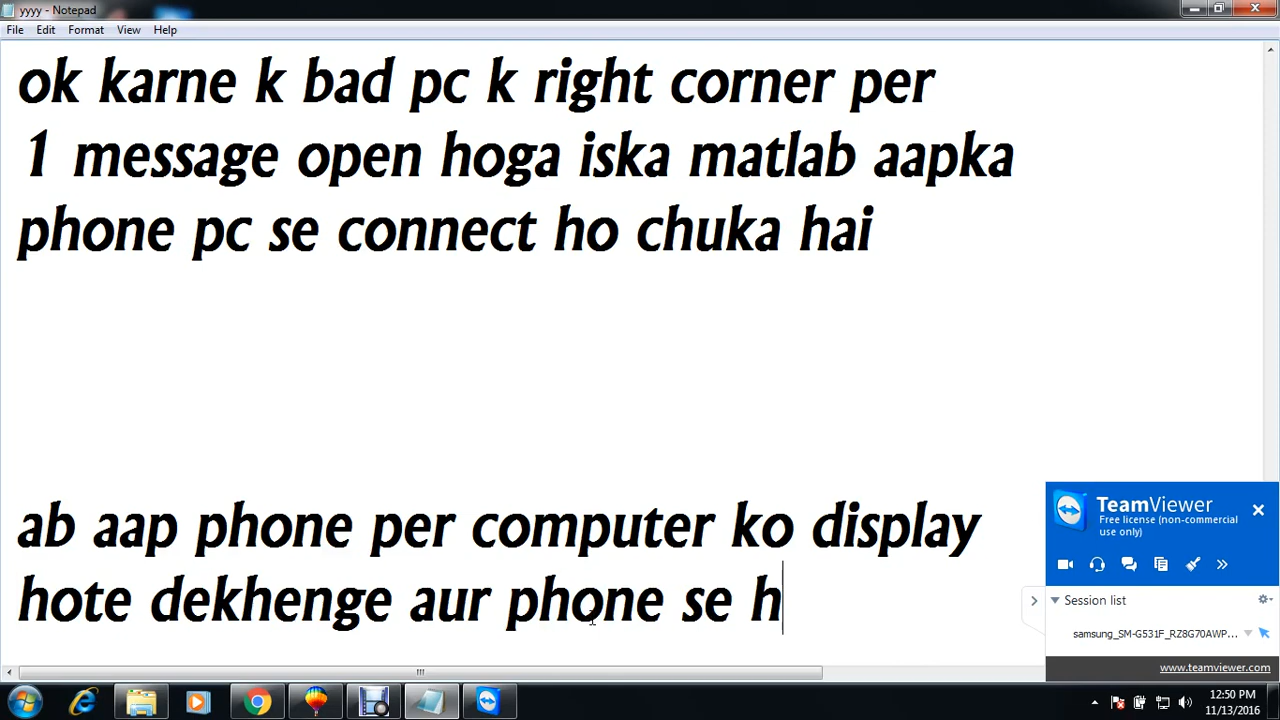 yyyy - Notepad
File Edit Format View Help
ok karne k bad pc k right corner per
1 message open hoga iska matlab aapka
phone pc se connect ho chuka hai
ab aap phone per computer ko display
hote dekhenge aur phone se h
TeamViewer
Free license (non-commercial
use only)
Session list
samsung_SM-G531F_RZ8G70AWP...
www.teamviewer.com
12:50 PM
11/13/2016